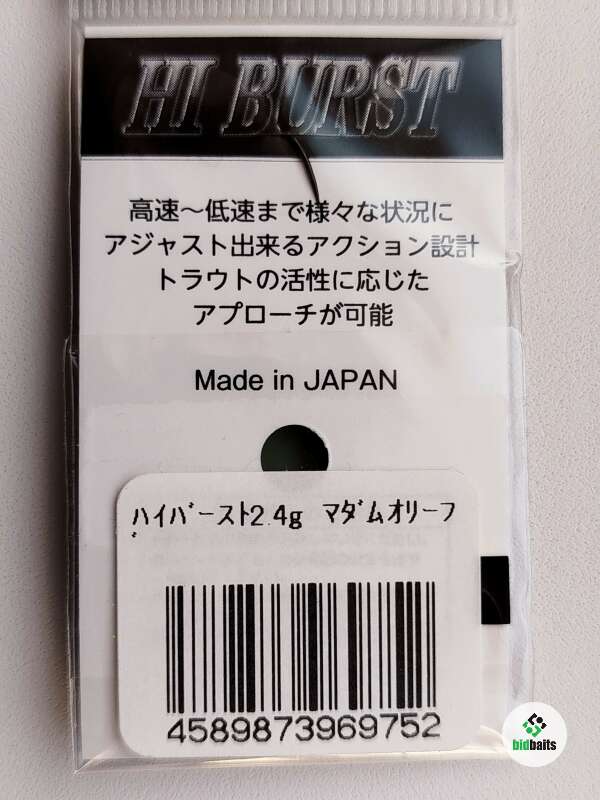 HI BURST
高速〜低速まで様々な状況に
アジャスト出来るアクション設計
トラウトの活性に応じた
アプローチが可能
Made in JAPAN
ﾊｲﾊﾞｰｽﾄ2.4g ﾏﾀﾞﾑｵﾘｰﾌ
ﾞ
4589873969752
bidbaits